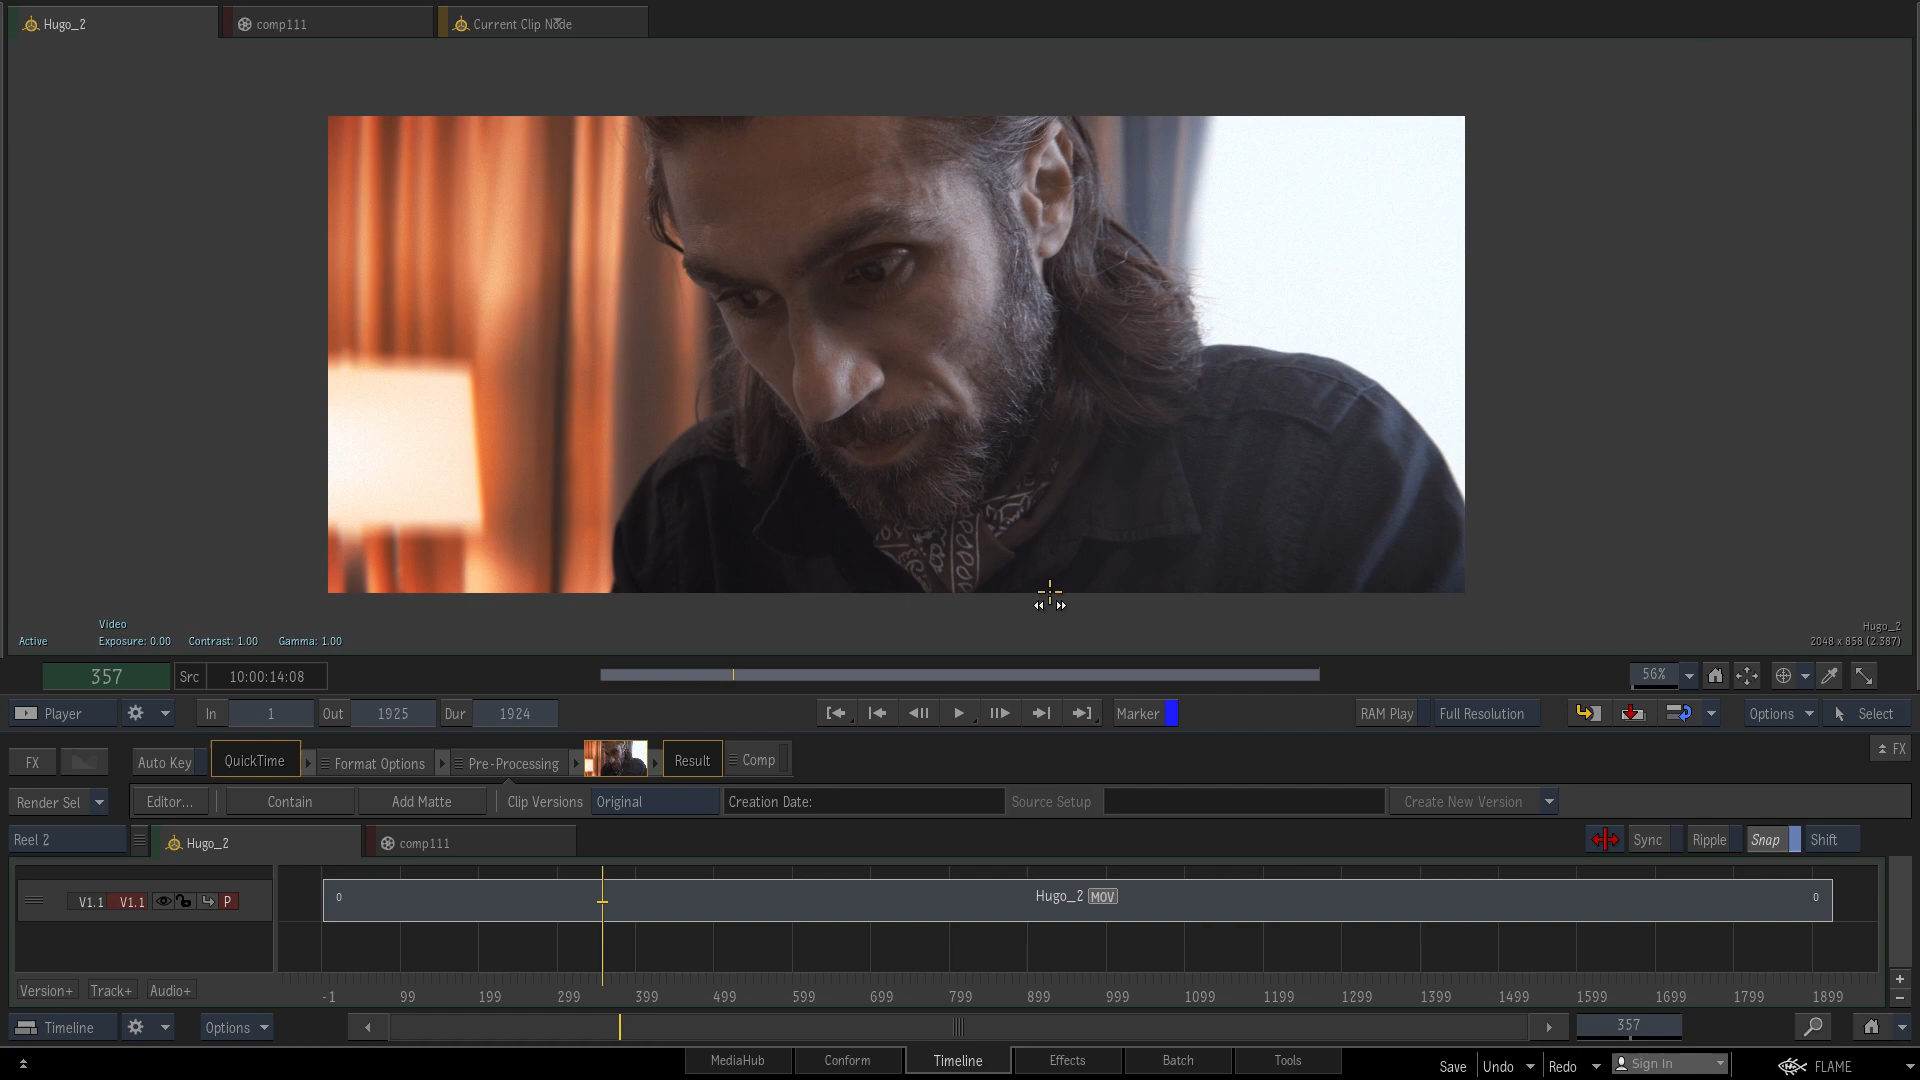 Hugo_2 comp111 Current Clip Node
Video
Active Exposure: 0.00 Contrast: 1.00 Gamma: 1.00
Hugo_2
2048 x 858 (2.387)
357 Src 10:00:14:08 56%
Player In 1 Out 1925 Dur 1924 Marker RAM Play Full Resolution Options Select
FX Auto Key QuickTime Format Options Pre-Processing Result Comp FX
Render Sel Editor... Contain Add Matte Clip Versions Original Creation Date: Source Setup Create New Version
Reel 2 Hugo_2 comp111 Sync Ripple Snap Shift
V1.1 V1.1 P 0 Hugo_2 MOV 0
Version+ Track+ Audio+
-1 99 199 299 399 499 599 699 799 899 999 1099 1199 1299 1399 1499 1599 1699 1799 1899
Timeline Options 357
MediaHub Conform Timeline Effects Batch Tools Save Undo Redo Sign In FLAME